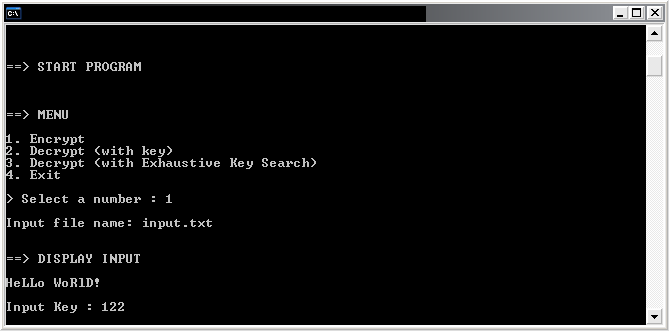 C:\
==> START PROGRAM
==> MENU
1. Encrypt
2. Decrypt (with key)
3. Decrypt (with Exhaustive Key Search)
4. Exit
> Select a number : 1
Input file name: input.txt
==> DISPLAY INPUT
HeLLo WoRlD!
Input Key : 122